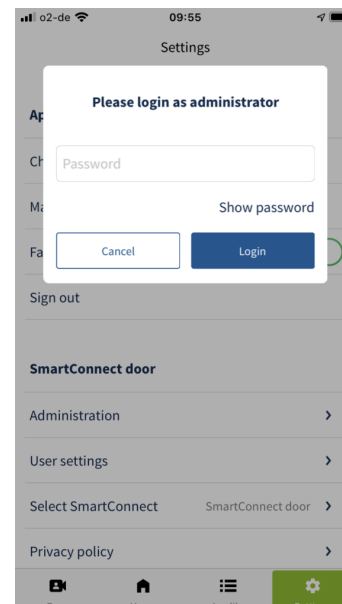 o2-de 09:55
Settings
Please login as administrator
Password
Show password
Cancel Login
Sign out
SmartConnect door
Administration
User settings
Select SmartConnect SmartConnect door
Privacy policy